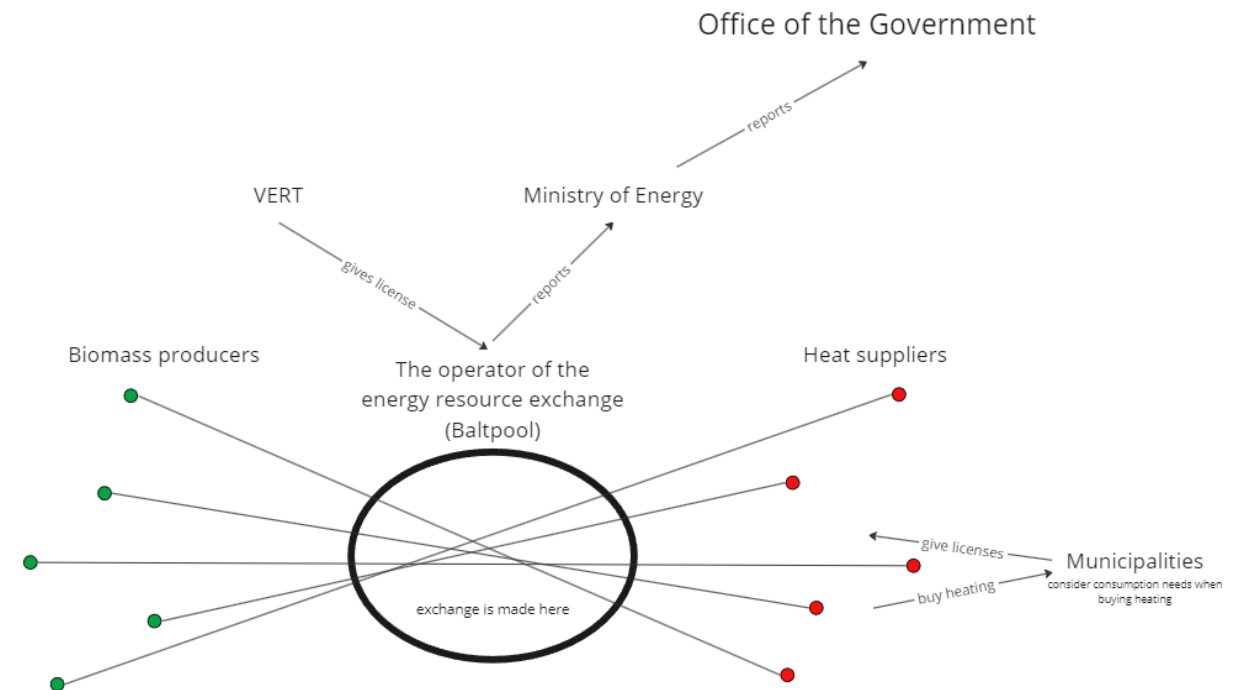 Office of the Government
reports
VERT
Ministry of Energy
gives license
reports
Biomass producers
The operator of the
energy resource exchange
(Baltpool)
Heat suppliers
give licenses
Municipalities
consider consumption needs when
buying heating
buy heating
exchange is made here